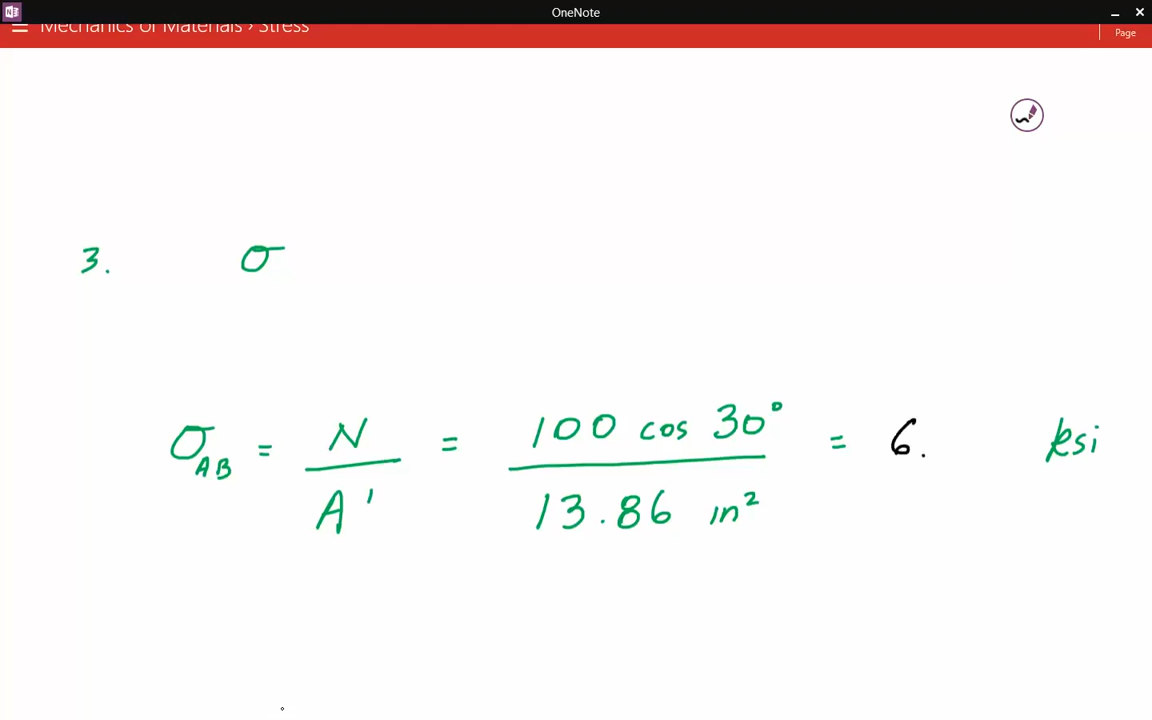 OneNote
Mechanics of Materials › Stress
Page
3. σ
σ_AB = N / A' = 100 cos 30° / 13.86 in² = 6. ksi